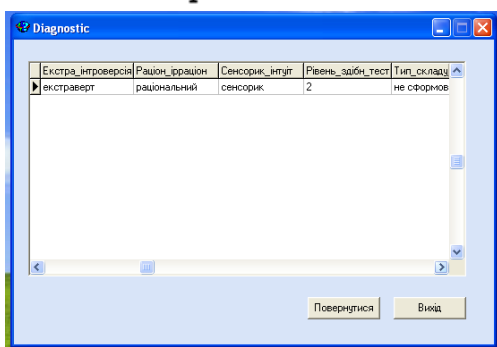 Diagnostic
Екстра_інтроверсія Раціон_ірраціон Сенсорик_інтуїт Рівень_здібн_тест Тип_складу
екстраверт раціональний сенсорик 2 не сформов
Повернутися Вихід